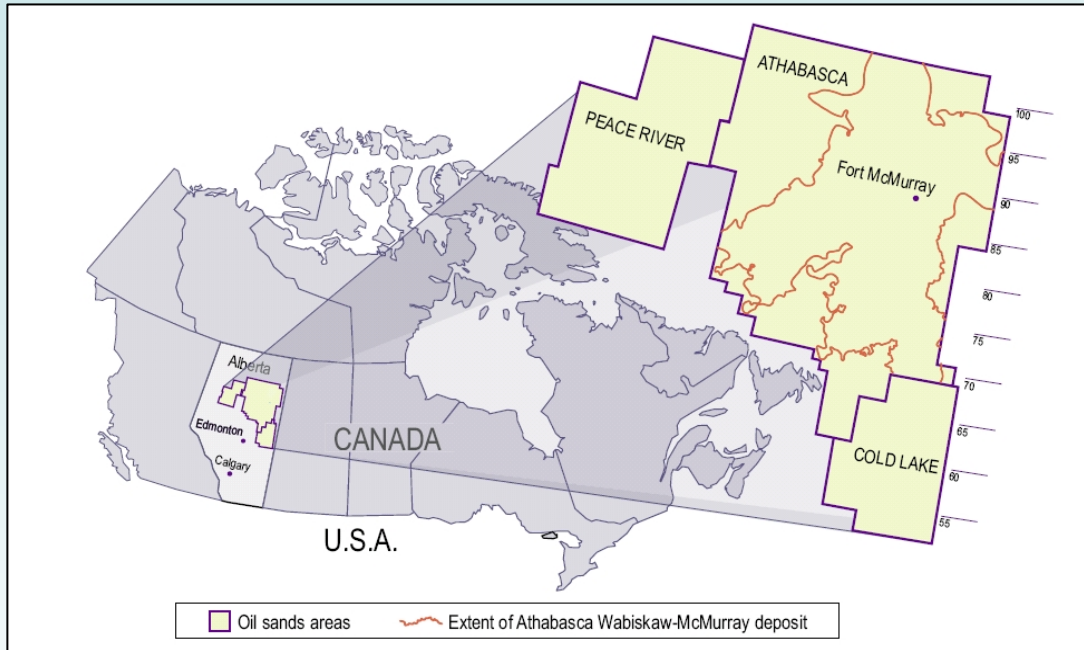 ATHABASCA
PEACE RIVER
Fort McMurray
100
95
90
85
80
75
70
65
60
55
COLD LAKE
Alberta
Edmonton
Calgary
CANADA
U.S.A.
Oil sands areas
Extent of Athabasca Wabiskaw-McMurray deposit